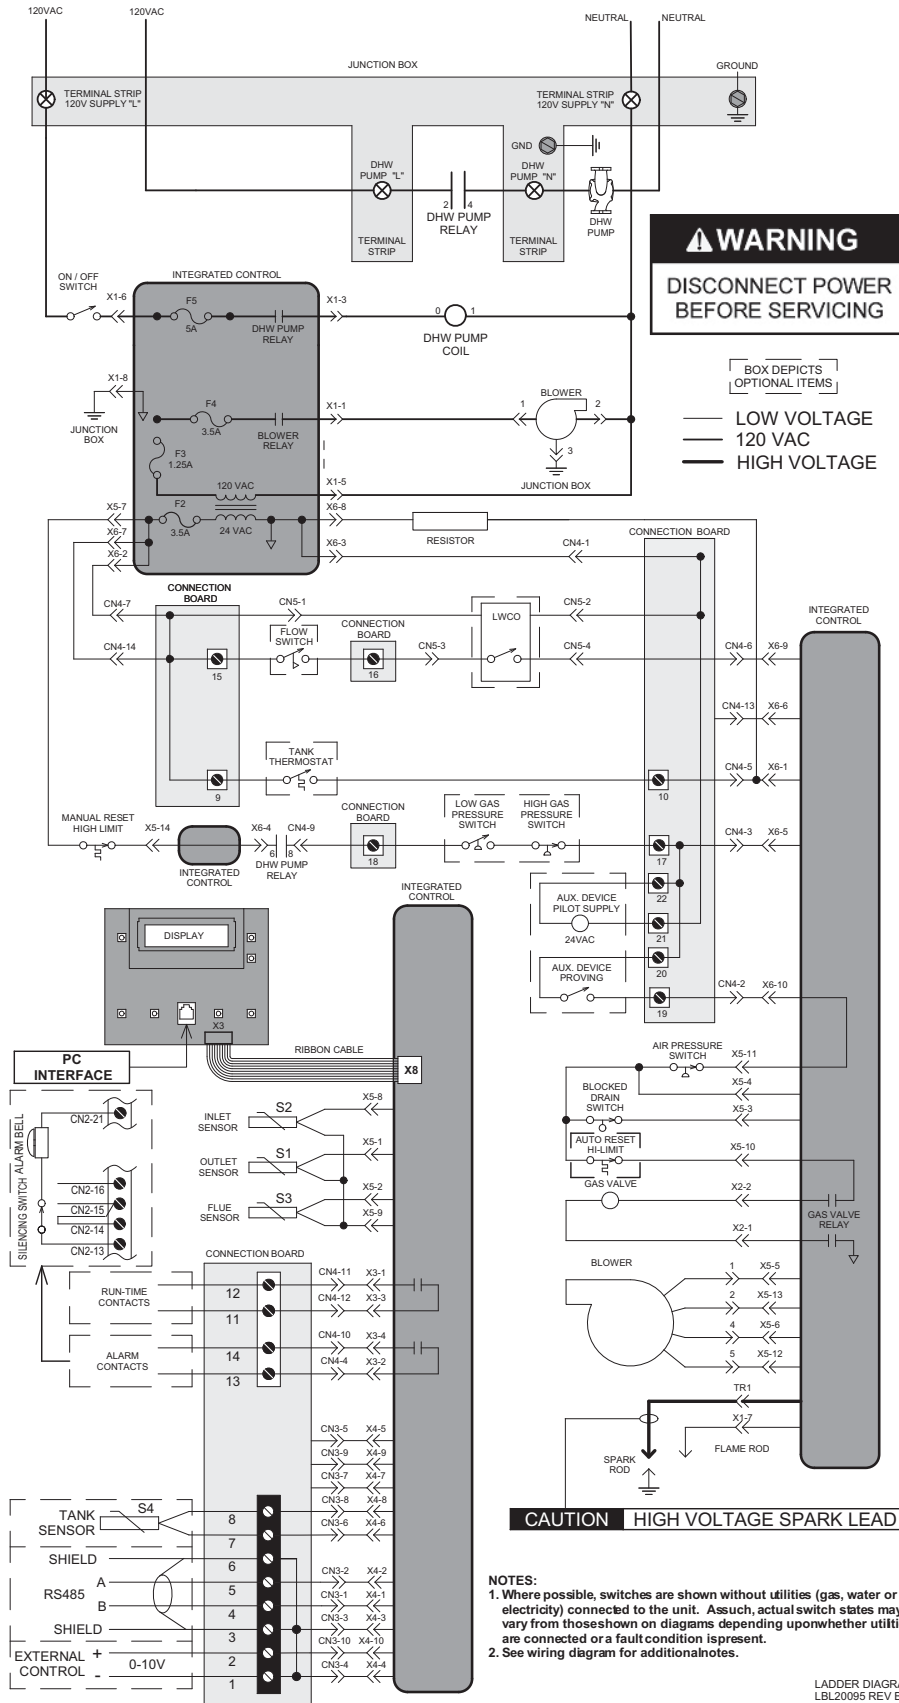 120VAC
120VAC
NEUTRAL
NEUTRAL
JUNCTION BOX
GROUND
TERMINAL STRIP
120V SUPPLY "L"
TERMINAL STRIP
120V SUPPLY "N"
GND
DHW
PUMP "L"
DHW
PUMP "N"
2
4
DHW PUMP
RELAY
DHW
PUMP
TERMINAL
STRIP
TERMINAL
STRIP
WARNING
DISCONNECT POWER
BEFORE SERVICING
ON / OFF
SWITCH
INTEGRATED CONTROL
X1-6
F5
5A
DHW PUMP
RELAY
X1-3
0
1
DHW PUMP
COIL
BOX DEPICTS
OPTIONAL ITEMS
LOW VOLTAGE
120 VAC
HIGH VOLTAGE
X1-8
JUNCTION
BOX
F4
3.5A
BLOWER
RELAY
X1-1
BLOWER
1
2
3
F3
1.25A
120 VAC
X1-5
JUNCTION BOX
X5-7
X6-7
X6-2
F2
3.5A
24 VAC
X6-8
RESISTOR
X6-3
CN4-1
CONNECTION BOARD
CONNECTION
BOARD
CN4-7
CN5-1
CN5-2
LWCO
FLOW
SWITCH
CONNECTION
BOARD
CN4-14
15
16
CN5-3
CN5-4
CN4-6
X6-9
INTEGRATED
CONTROL
CN4-13
X6-6
TANK
THERMOSTAT
9
10
CN4-5
X6-1
MANUAL RESET
HIGH LIMIT
X5-14
INTEGRATED
CONTROL
X6-4
CN4-9
6
8
DHW PUMP
RELAY
CONNECTION
BOARD
18
LOW GAS
PRESSURE
SWITCH
HIGH GAS
PRESSURE
SWITCH
17
CN4-3
X6-5
22
AUX. DEVICE
PILOT SUPPLY
24VAC
21
20
AUX. DEVICE
PROVING
19
CN4-2
X6-10
INTEGRATED
CONTROL
DISPLAY
X3
RIBBON CABLE
X8
PC
INTERFACE
AIR PRESSURE
SWITCH
X5-11
X5-4
BLOCKED
DRAIN
SWITCH
X5-3
AUTO RESET
HI-LIMIT
X5-10
GAS VALVE
X2-2
GAS VALVE
RELAY
X2-1
INLET
SENSOR
S2
X5-8
OUTLET
SENSOR
S1
X5-1
FLUE
SENSOR
S3
X5-2
X5-9
SILENCING SWITCH
ALARM BELL
CN2-21
CN2-16
CN2-15
CN2-14
CN2-13
CONNECTION BOARD
RUN-TIME
CONTACTS
12
CN4-11
X3-1
11
CN4-12
X3-3
ALARM
CONTACTS
14
CN4-10
X3-4
13
CN4-4
X3-2
BLOWER
1
X5-5
2
X5-13
4
X5-6
5
X5-12
TR1
X1-7
FLAME ROD
SPARK
ROD
CAUTION HIGH VOLTAGE SPARK LEAD
CN3-5
X4-5
CN3-9
X4-9
CN3-7
X4-7
TANK
SENSOR
S4
8
CN3-8
X4-8
7
CN3-6
X4-6
SHIELD
6
RS485
A
5
CN3-2
X4-2
B
4
CN3-1
X4-1
SHIELD
3
CN3-3
X4-3
EXTERNAL
CONTROL
+
-
0-10V
2
CN3-10
X4-10
1
CN3-4
X4-4
NOTES:
1. Where possible, switches are shown without utilities (gas, water or
electricity) connected to the unit. Assuch, actual switch states may
vary from thoseshown on diagrams depending uponwhether utiliti
are connected or a fault condition ispresent.
2. See wiring diagram for additionalnotes.
LADDER DIAGRA
LBL20095 REV B